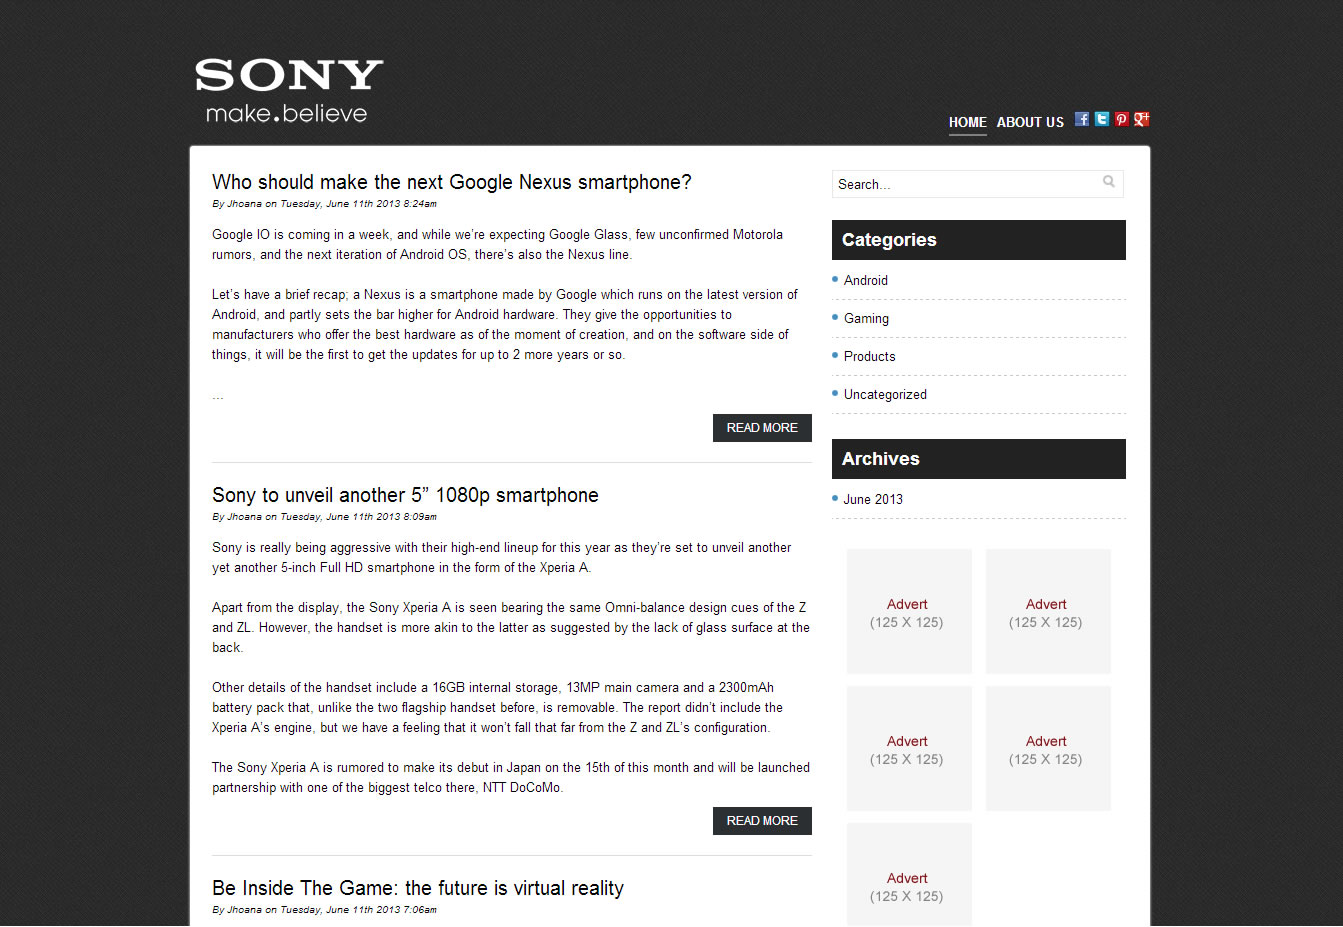 SONY
make.believe
HOME ABOUT US
Who should make the next Google Nexus smartphone?
By Jhoana on Tuesday, June 11th 2013 8:24am
Google IO is coming in a week, and while we’re expecting Google Glass, few unconfirmed Motorola
rumors, and the next iteration of Android OS, there’s also the Nexus line.
Let’s have a brief recap; a Nexus is a smartphone made by Google which runs on the latest version of
Android, and partly sets the bar higher for Android hardware. They give the opportunities to
manufacturers who offer the best hardware as of the moment of creation, and on the software side of
things, it will be the first to get the updates for up to 2 more years or so.
...
READ MORE
Sony to unveil another 5” 1080p smartphone
By Jhoana on Tuesday, June 11th 2013 8:09am
Sony is really being aggressive with their high-end lineup for this year as they’re set to unveil another
yet another 5-inch Full HD smartphone in the form of the Xperia A.
Apart from the display, the Sony Xperia A is seen bearing the same Omni-balance design cues of the Z
and ZL. However, the handset is more akin to the latter as suggested by the lack of glass surface at the
back.
Other details of the handset include a 16GB internal storage, 13MP main camera and a 2300mAh
battery pack that, unlike the two flagship handset before, is removable. The report didn’t include the
Xperia A’s engine, but we have a feeling that it won’t fall that far from the Z and ZL’s configuration.
The Sony Xperia A is rumored to make its debut in Japan on the 15th of this month and will be launched
partnership with one of the biggest telco there, NTT DoCoMo.
READ MORE
Be Inside The Game: the future is virtual reality
By Jhoana on Tuesday, June 11th 2013 7:06am
Search...
Categories
Android
Gaming
Products
Uncategorized
Archives
June 2013
Advert
(125 X 125)
Advert
(125 X 125)
Advert
(125 X 125)
Advert
(125 X 125)
Advert
(125 X 125)